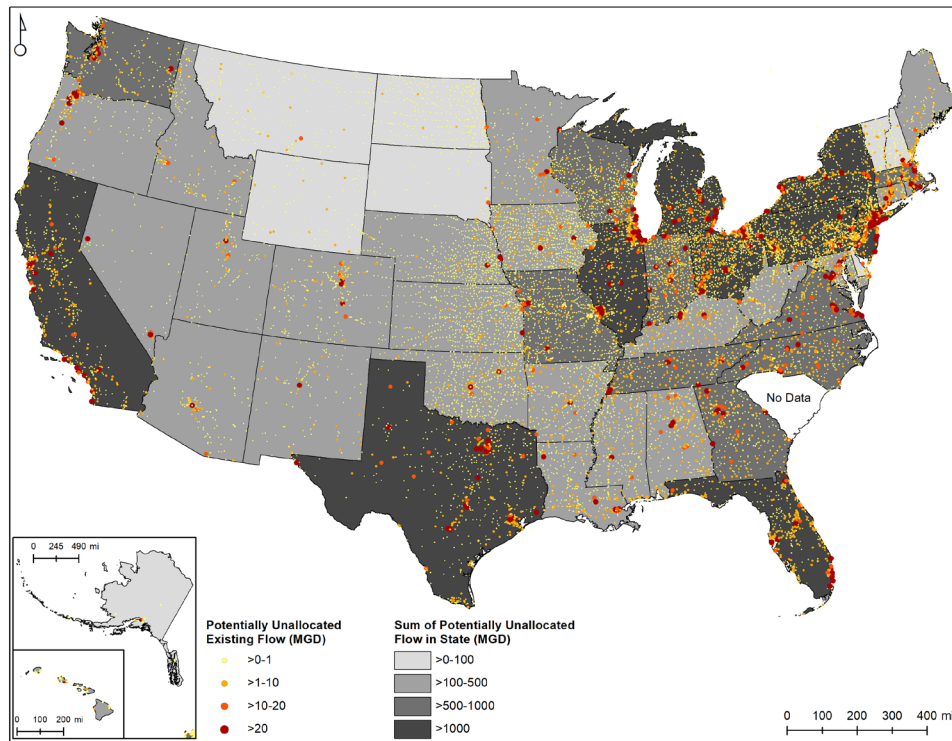 No Data
0 245 490 mi
0 100 200 mi
Potentially Unallocated
Existing Flow (MGD)
>0-1
>1-10
>10-20
>20
Sum of Potentially Unallocated
Flow in State (MGD)
>0-100
>100-500
>500-1000
>1000
0 100 200 300 400 mi